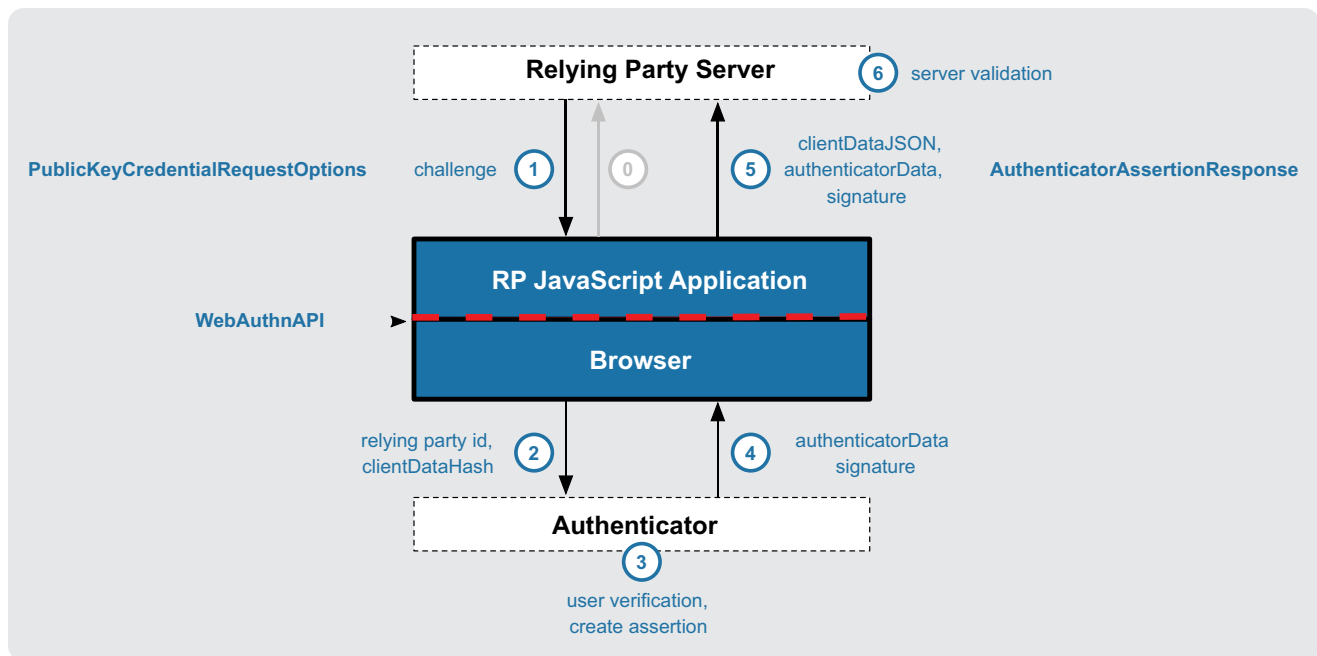 Relying Party Server
6
server validation
PublicKeyCredentialRequestOptions
challenge
1
0
5
clientDataJSON,
authenticatorData,
signature
AuthenticatorAssertionResponse
RP JavaScript Application
WebAuthnAPI
Browser
relying party id,
clientDataHash
2
4
authenticatorData
signature
Authenticator
3
user verification,
create assertion